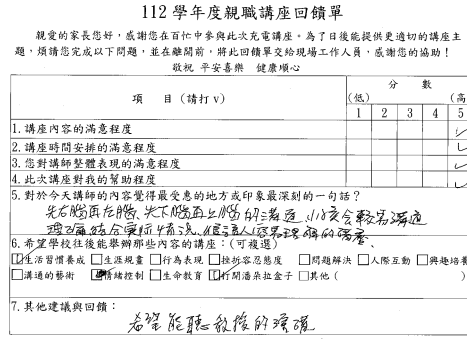 112 學年度親職講座回饋單
親愛的家長您好,感謝您在百忙中參與此次充電講座。為了日後能提供更適切的講座主
題,煩請您完成以下問題,並在離開前,將此回饋單交給現場工作人員,感謝您的協助!
敬祝 平安喜樂 健康順心
項 目 (請打 v) 分 數
(低) (高
1 2 3 4 5
1.講座內容的滿意程度 ✓
2.講座時間安排的滿意程度 ✓
3.您對講師整體表現的滿意程度 ✓
4.此次講座對我的幫助程度 ✓
5.對於今天講師的內容覺得最受惠的地方或印象最深刻的一句話?
先右腦再左腦、先下腦再上腦的溝通,小孩會較易溝通
理論結合實際情況,很讓人容易理解的講座、
6.希望學校往後能舉辦那些內容的講座:(可複選)
☑生活習慣養成 □生涯規畫 □行為表現 □挫折容忍態度 □問題解決 □人際互動 □興趣培養
□溝通的藝術 情緒控制 □生命教育 ☑打開潘朵拉盒子 □其他(
7.其他建議與回饋:
希望能聽教授的